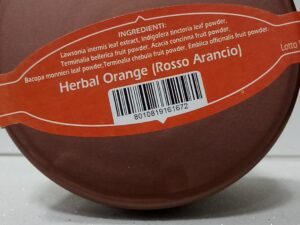 INGREDIENTI:
Lawsonia inermis leaf extract, Indigofera tinctoria leaf powder,
Terminalia bellerica fruit powder, Acacia concinna fruit powder,
Bacopa monnieri leaf powder,Terminalia chebula fruit powder, Emblica officinalis fruit powder.
Herbal Orange (Rosso Arancio)
8010819161672
Lotto